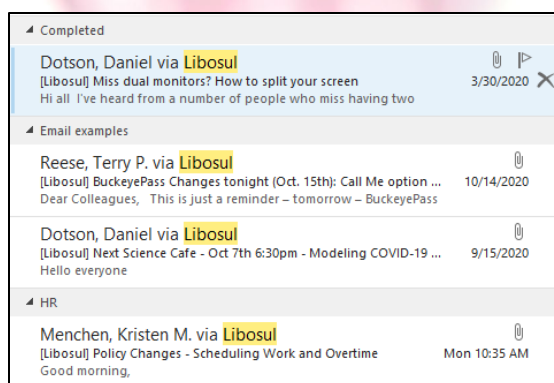 Completed
Dotson, Daniel via Libosul
[Libosul] Miss dual monitors? How to split your screen 3/30/2020
Hi all I've heard from a number of people who miss having two
Email examples
Reese, Terry P. via Libosul
[Libosul] BuckeyePass Changes tonight (Oct. 15th): Call Me option ... 10/14/2020
Dear Colleagues, This is just a reminder – tomorrow – BuckeyePass
Dotson, Daniel via Libosul
[Libosul] Next Science Cafe - Oct 7th 6:30pm - Modeling COVID-19 ... 9/15/2020
Hello everyone
HR
Menchen, Kristen M. via Libosul
[Libosul] Policy Changes - Scheduling Work and Overtime Mon 10:35 AM
Good morning,